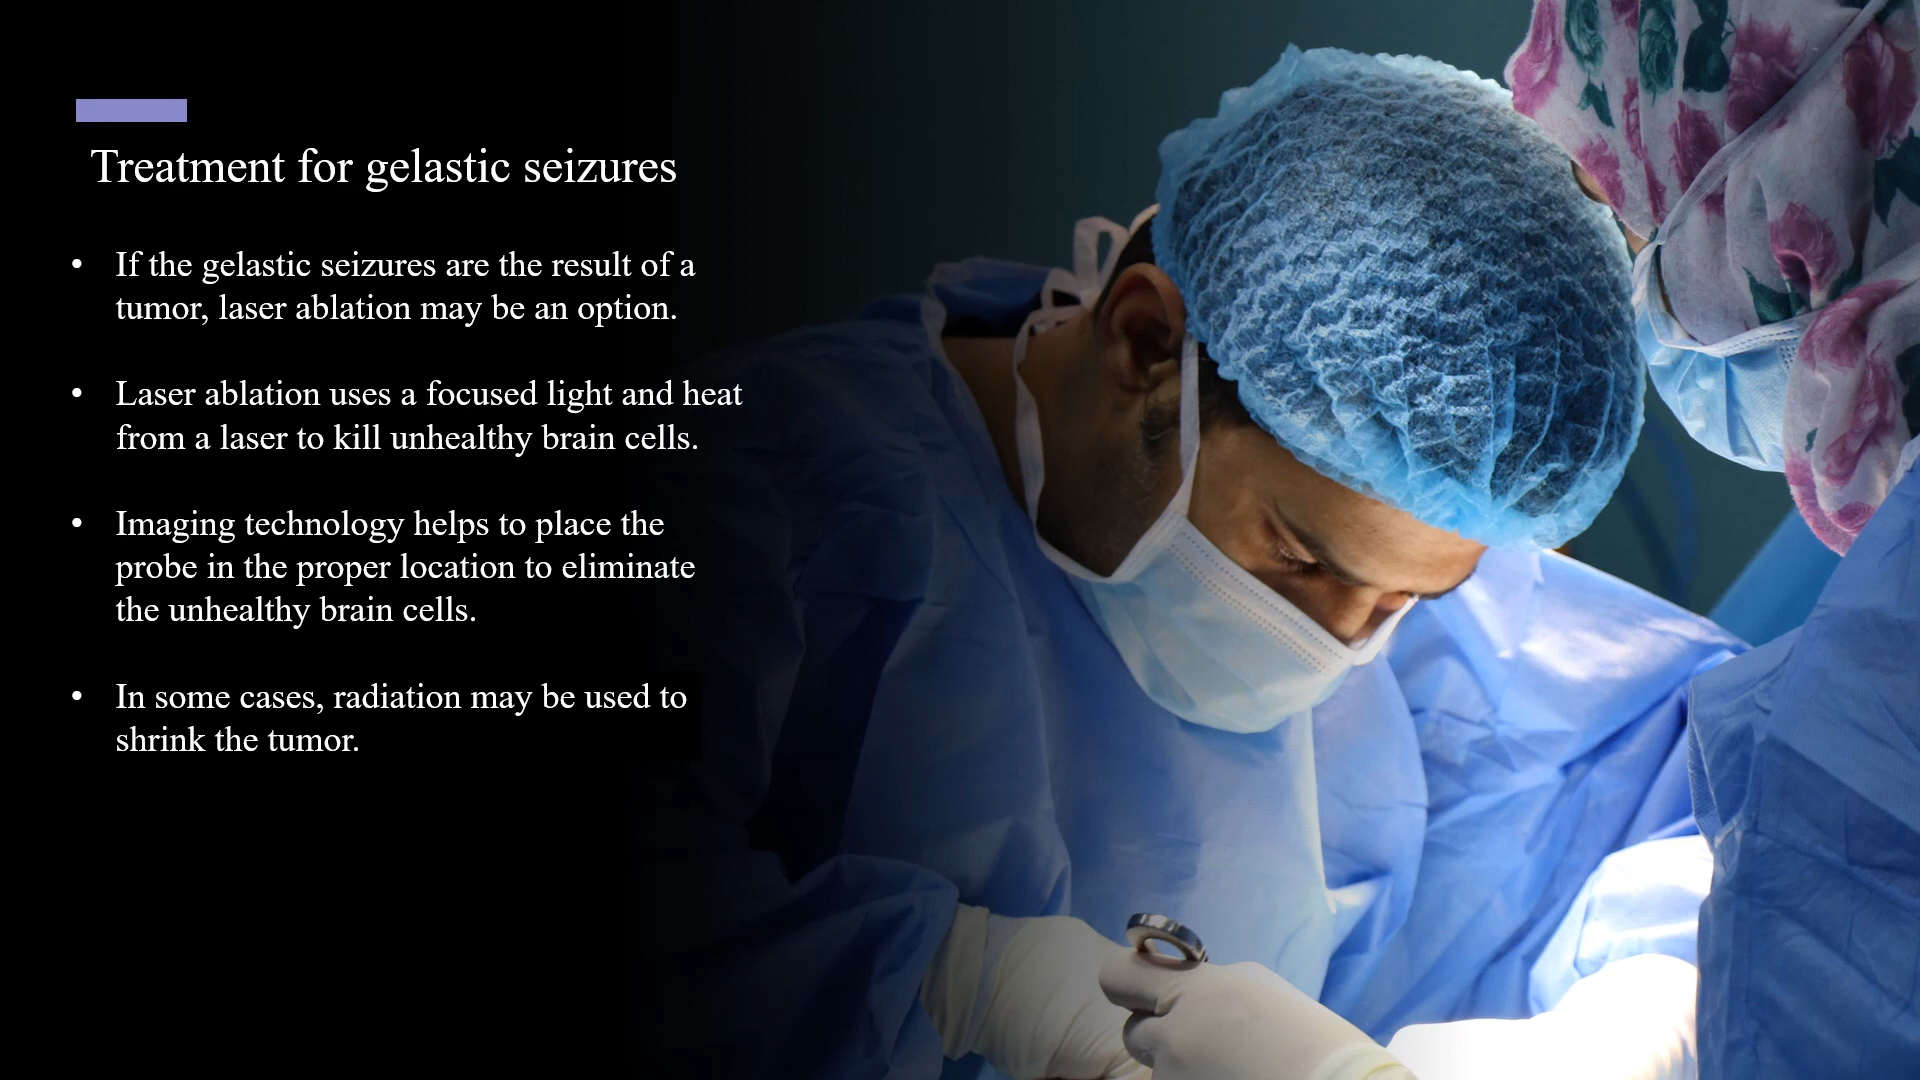 Treatment for gelastic seizures
• If the gelastic seizures are the result of a
tumor, laser ablation may be an option.
• Laser ablation uses a focused light and heat
from a laser to kill unhealthy brain cells.
• Imaging technology helps to place the
probe in the proper location to eliminate
the unhealthy brain cells.
• In some cases, radiation may be used to
shrink the tumor.